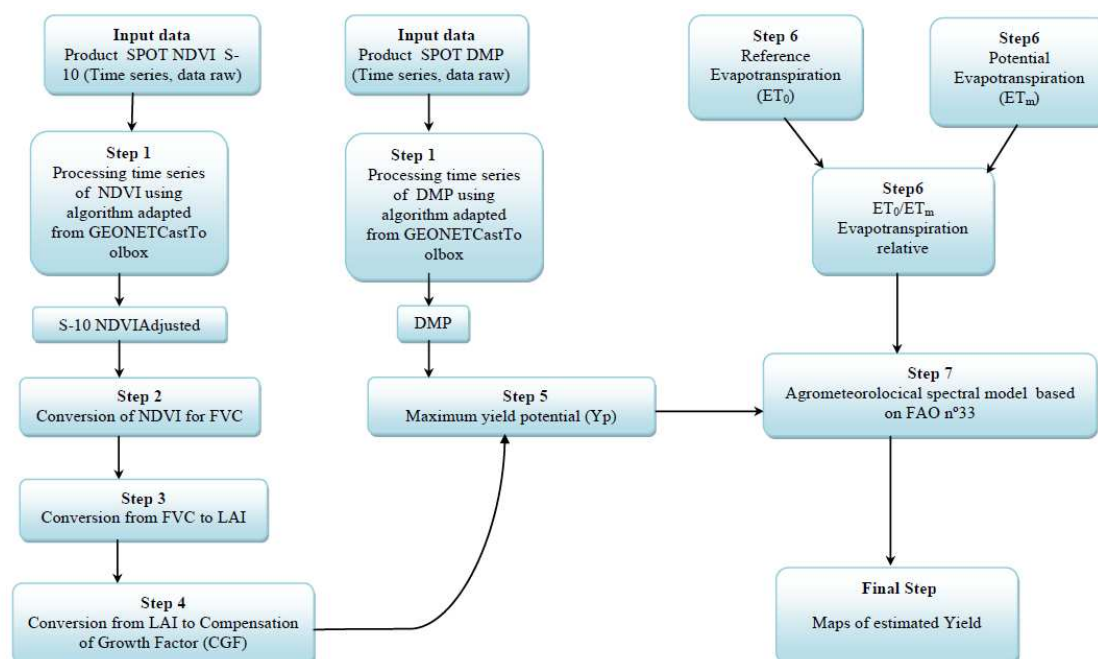 Input data
Product SPOT NDVI S-
10 (Time series, data raw)
Step 1
Processing time series
of NDVI using
algorithm adapted
from GEONETCastTo
olbox
S-10 NDVIAdjusted
Step 2
Conversion of NDVI for FVC
Step 3
Conversion from FVC to LAI
Step 4
Conversion from LAI to Compensation
of Growth Factor (CGF)
Input data
Product SPOT DMP
(Time series, data raw)
Step 1
Processing time series
of DMP using
algorithm adapted
from GEONETCastTo
olbox
DMP
Step 5
Maximum yield potential (Yp)
Step 6
Reference
Evapotranspiration
(ET₀)
Step6
Potential
Evapotranspiration
(ETₘ)
Step6
ET₀/ETₘ
Evapotranspiration
relative
Step 7
Agrometeorolocical spectral model based
on FAO nº33
Final Step
Maps of estimated Yield